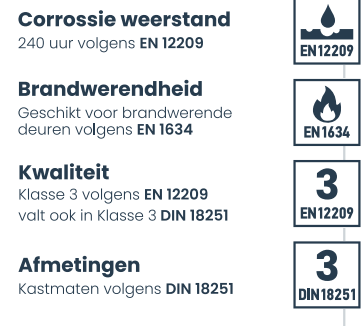 Corrossie weerstand
240 uur volgens EN 12209
EN12209
Brandwerendheid
Geschikt voor brandwerende
deuren volgens EN 1634
EN1634
Kwaliteit
Klasse 3 volgens EN 12209
valt ook in Klasse 3 DIN 18251
3
EN12209
Afmetingen
Kastmaten volgens DIN 18251
3
DIN18251